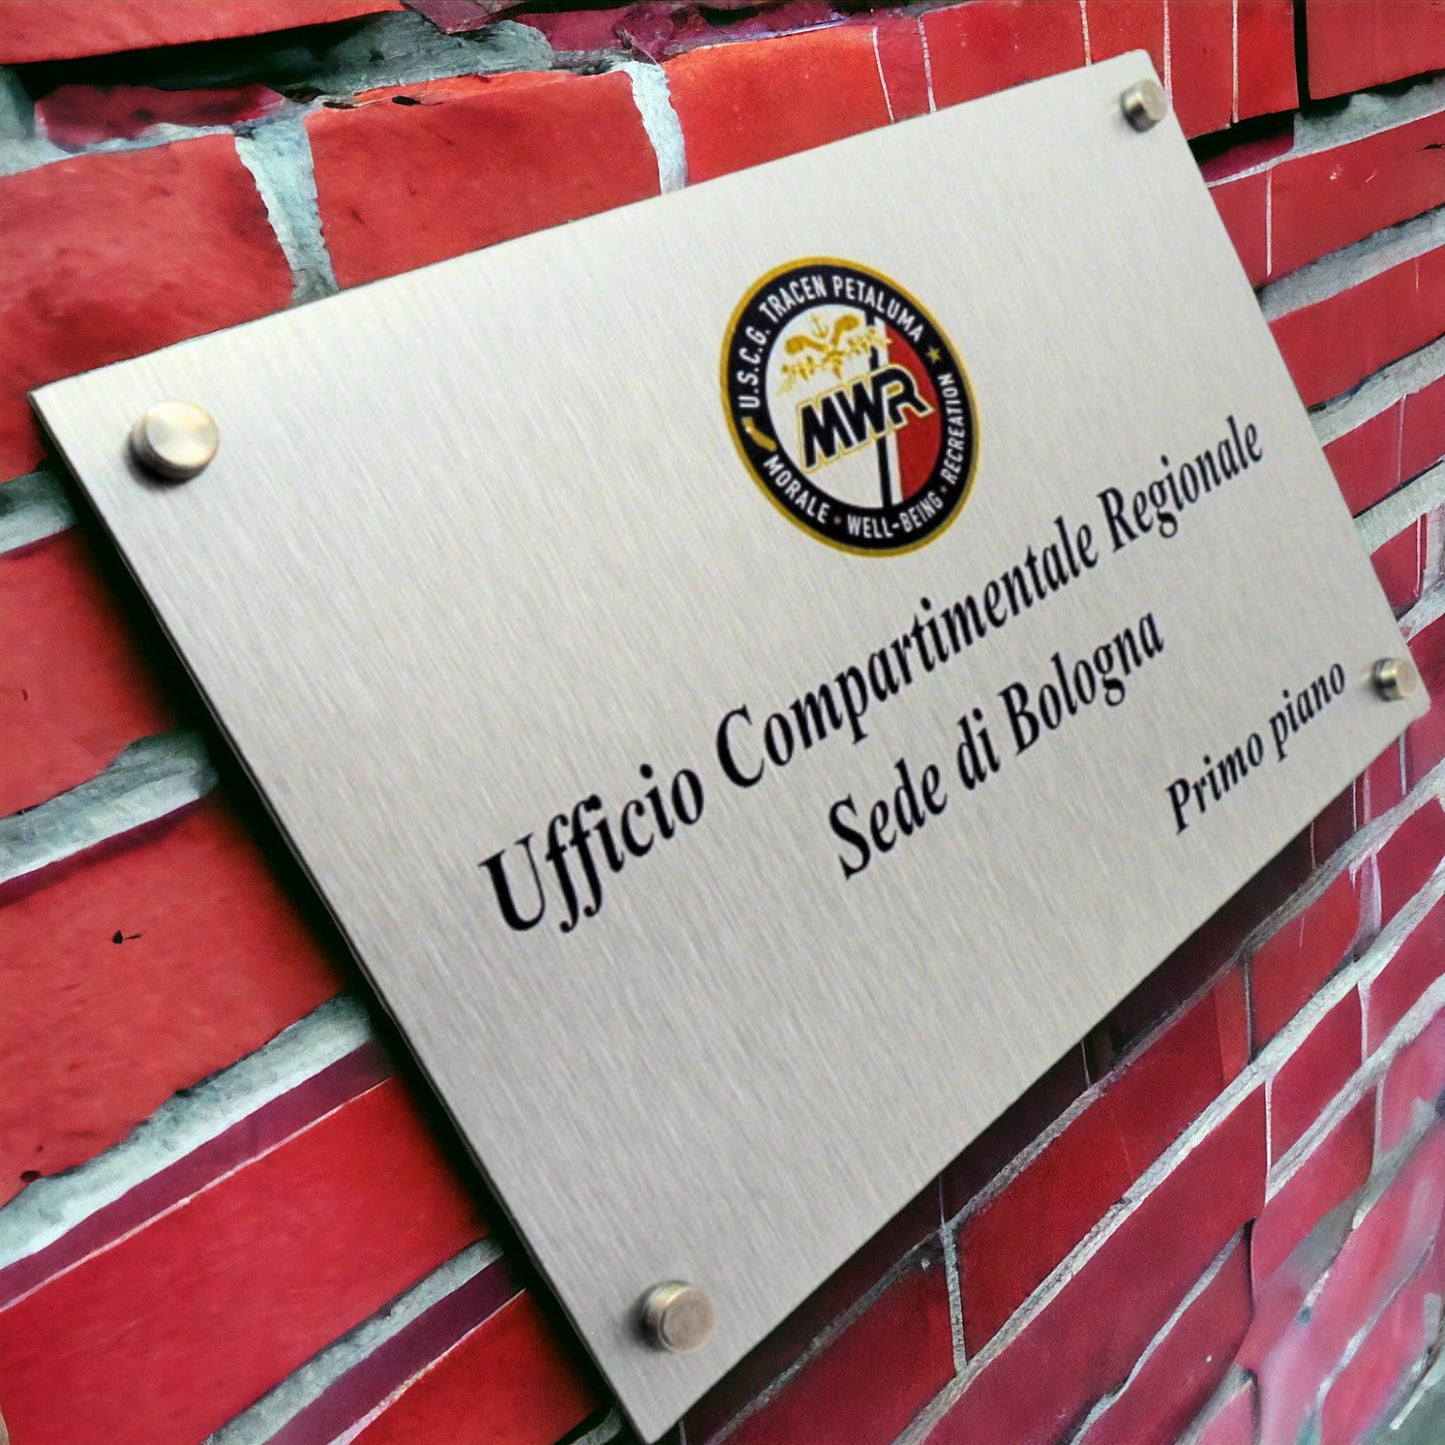 U.S.C.G. TRACEN PETALUMA
MWR
MORALE • WELL-BEING • RECREATION
Ufficio Compartimentale Regionale
Sede di Bologna
Primo piano